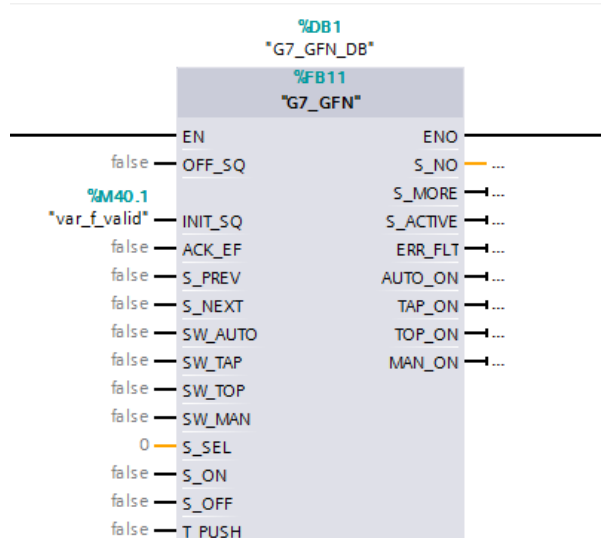 %DB1
"G7_GFN_DB"
%FB11
"G7_GFN"
EN ENO
false OFF_SQ S_NO ...
S_MORE ...
%M40.1
"var_f_valid" INIT_SQ S_ACTIVE ...
false ACK_EF ERR_FLT ...
false S_PREV AUTO_ON ...
false S_NEXT TAP_ON ...
false SW_AUTO TOP_ON ...
false SW_TAP MAN_ON ...
false SW_TOP
false SW_MAN
0 S_SEL
false S_ON
false S_OFF
false T_PUSH